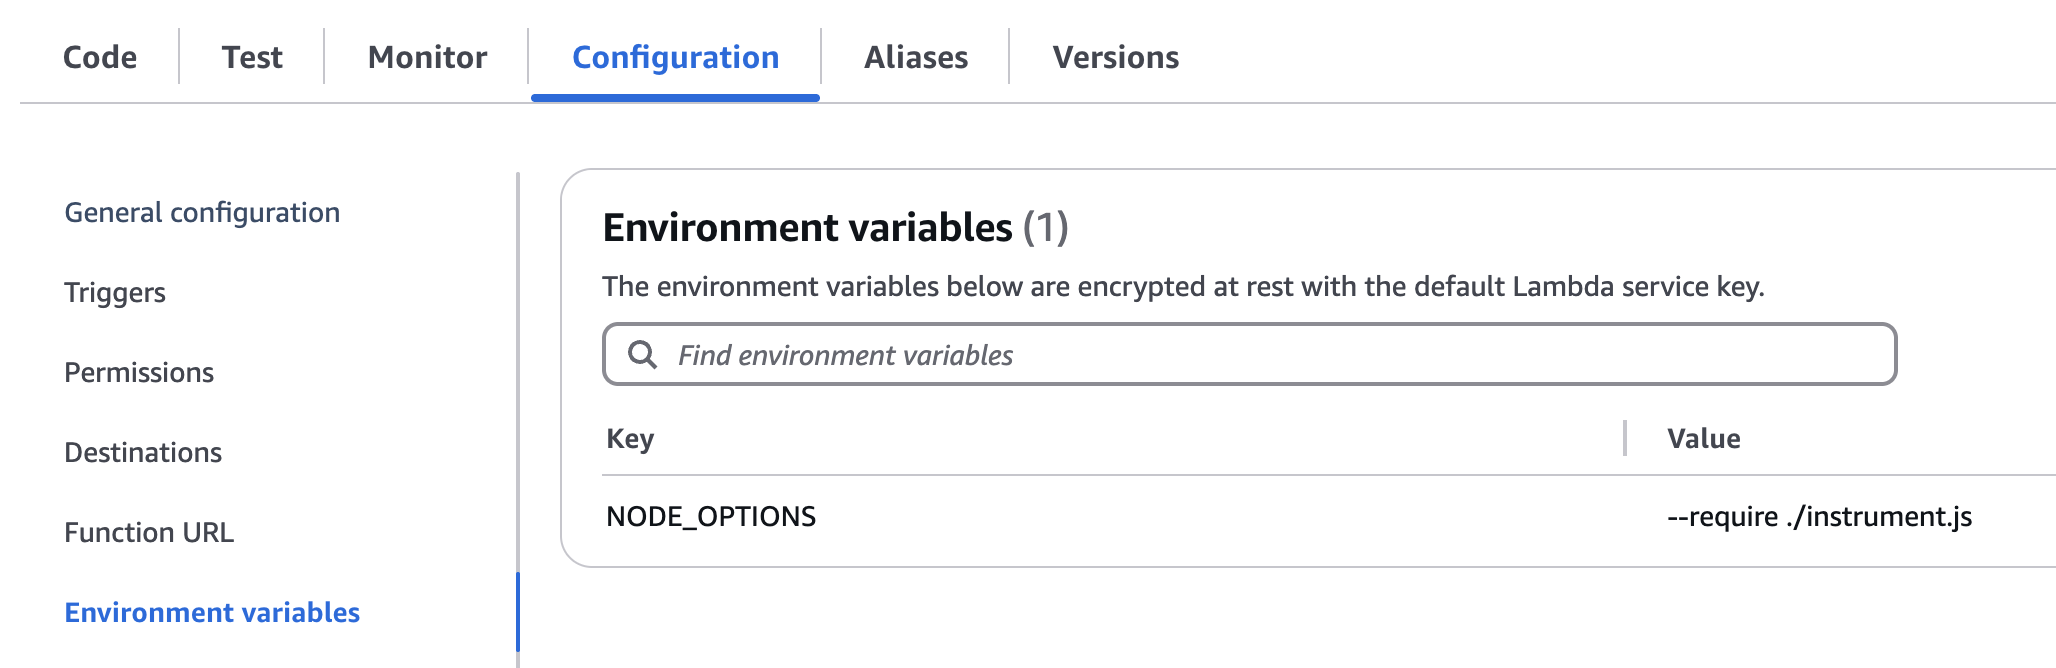 Code Test Monitor Configuration Aliases Versions
General configuration
Triggers
Permissions
Destinations
Function URL
Environment variables
Environment variables (1)
The environment variables below are encrypted at rest with the default Lambda service key.
Find environment variables
Key Value
NODE_OPTIONS --require ./instrument.js